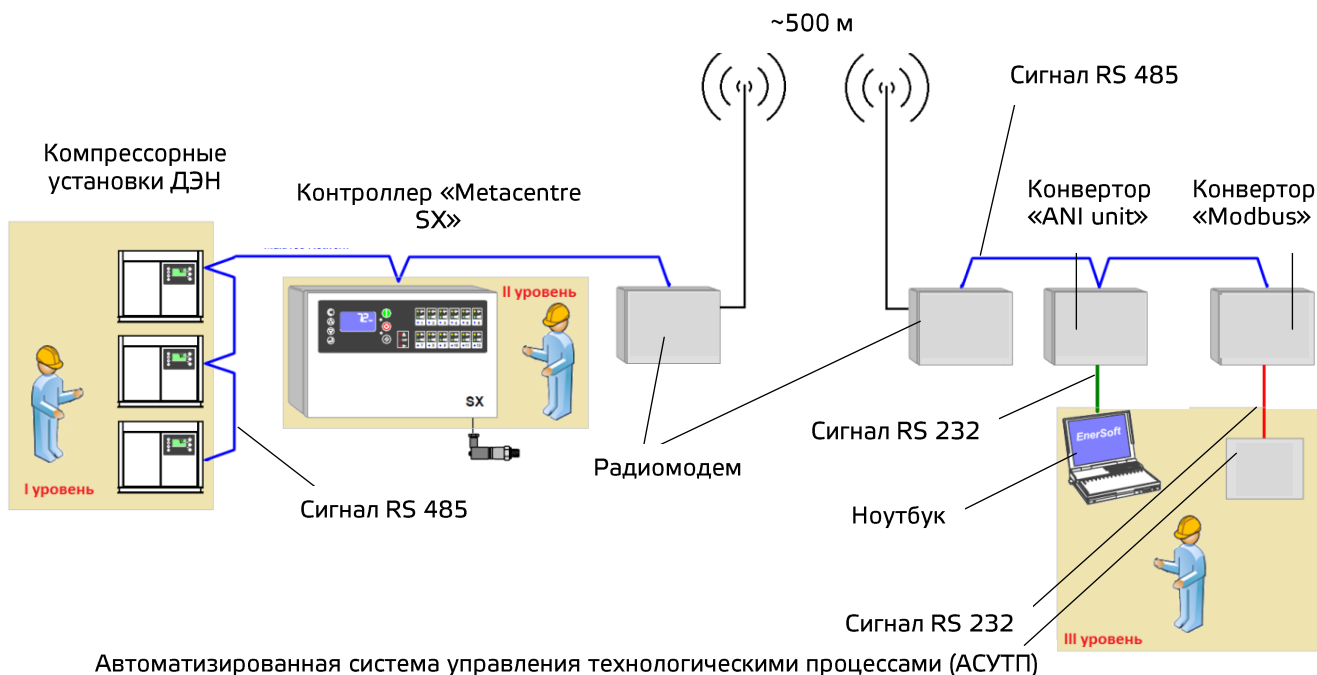 ~500 м
Сигнал RS 485
Компрессорные
установки ДЭН
Контроллер «Metacentre
SX»
Конвертор
«ANI unit»
Конвертор
«Modbus»
II уровень
72
SX
I уровень
Сигнал RS 485
Радиомодем
Сигнал RS 232
EnerSoft
Ноутбук
Сигнал RS 232
III уровень
Автоматизированная система управления технологическими процессами (АСУТП)